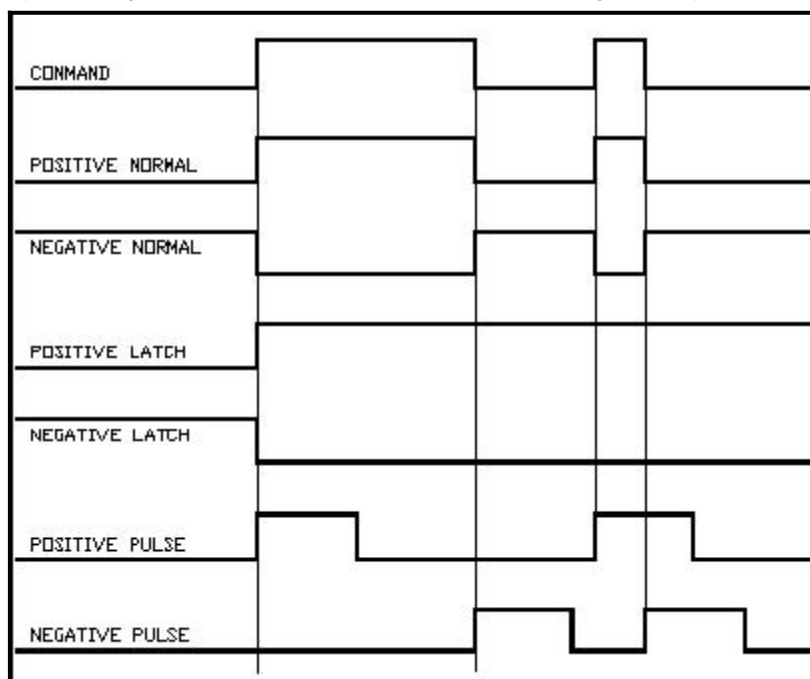 CONMAND
POSITIVE NORMAL
NEGATIVE NORMAL
POSITIVE LATCH
NEGATIVE LATCH
POSITIVE PULSE
NEGATIVE PULSE